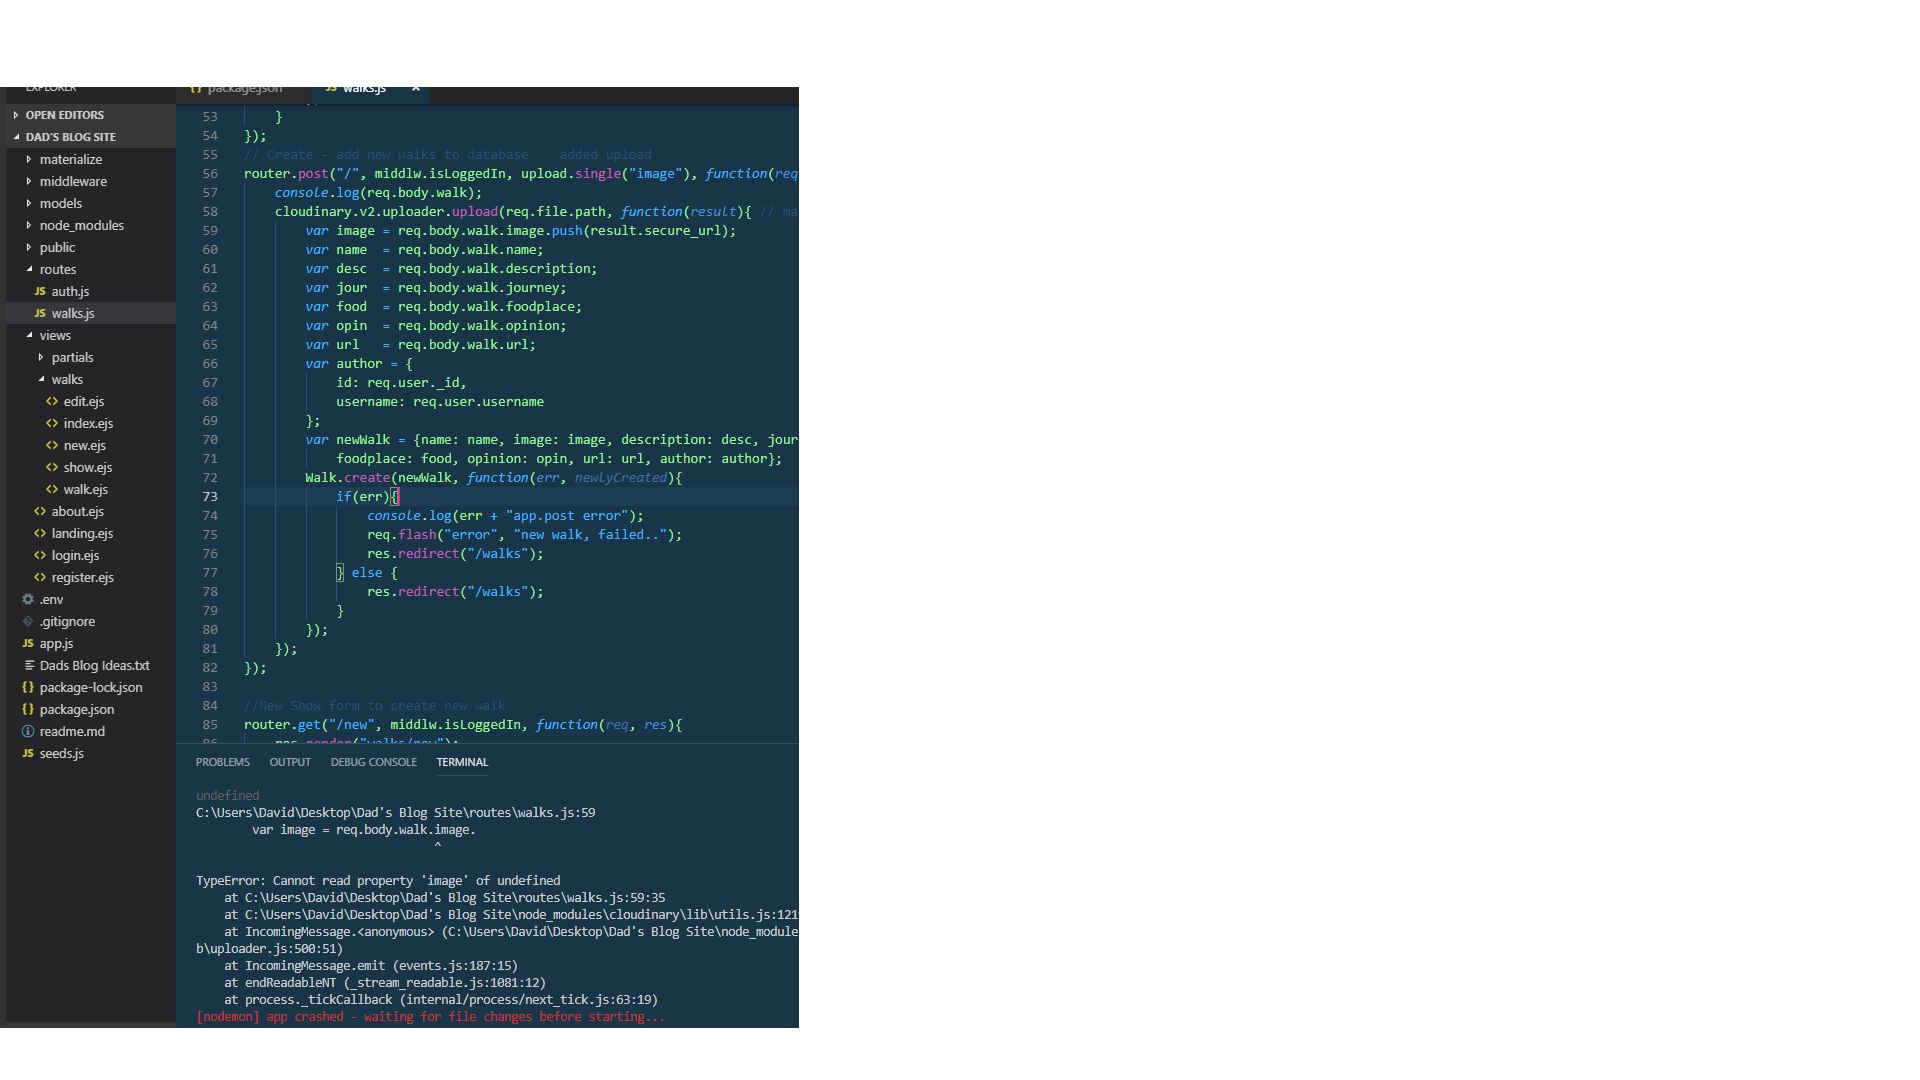 EXPLORER
OPEN EDITORS
DAD'S BLOG SITE
materialize
middleware
models
node_modules
public
routes
JS auth.js
JS walks.js
views
partials
walks
<> edit.ejs
<> index.ejs
<> new.ejs
<> show.ejs
<> walk.ejs
<> about.ejs
<> landing.ejs
<> login.ejs
<> register.ejs
.env
.gitignore
JS app.js
Dads Blog Ideas.txt
{} package-lock.json
{} package.json
readme.md
JS seeds.js
{} package.json JS walks.js ×
53 }
54 });
55 // Create - add new walks to database    added upload
56 router.post("/", middlw.isLoggedIn, upload.single("image"), function(req
57 console.log(req.body.walk);
58 cloudinary.v2.uploader.upload(req.file.path, function(result){ // ma
59 var image = req.body.walk.image.push(result.secure_url);
60 var name  = req.body.walk.name;
61 var desc  = req.body.walk.description;
62 var jour  = req.body.walk.journey;
63 var food  = req.body.walk.foodplace;
64 var opin  = req.body.walk.opinion;
65 var url   = req.body.walk.url;
66 var author = {
67 id: req.user._id,
68 username: req.user.username
69 };
70 var newWalk = {name: name, image: image, description: desc, jour
71 foodplace: food, opinion: opin, url: url, author: author};
72 Walk.create(newWalk, function(err, newlyCreated){
73 if(err){
74 console.log(err + "app.post error");
75 req.flash("error", "new walk, failed..");
76 res.redirect("/walks");
77 } else {
78 res.redirect("/walks");
79 }
80 });
81 });
82 });
83
84 //New Show form to create new walk
85 router.get("/new", middlw.isLoggedIn, function(req, res){
86 res.render("walks/new");
PROBLEMS OUTPUT DEBUG CONSOLE TERMINAL
undefined
C:\Users\David\Desktop\Dad's Blog Site\routes\walks.js:59
var image = req.body.walk.image.
^
TypeError: Cannot read property 'image' of undefined
at C:\Users\David\Desktop\Dad's Blog Site\routes\walks.js:59:35
at C:\Users\David\Desktop\Dad's Blog Site\node_modules\cloudinary\lib\utils.js:121
at IncomingMessage.<anonymous> (C:\Users\David\Desktop\Dad's Blog Site\node_module
b\uploader.js:500:51)
at IncomingMessage.emit (events.js:187:15)
at endReadableNT (_stream_readable.js:1081:12)
at process._tickCallback (internal/process/next_tick.js:63:19)
[nodemon] app crashed - waiting for file changes before starting...